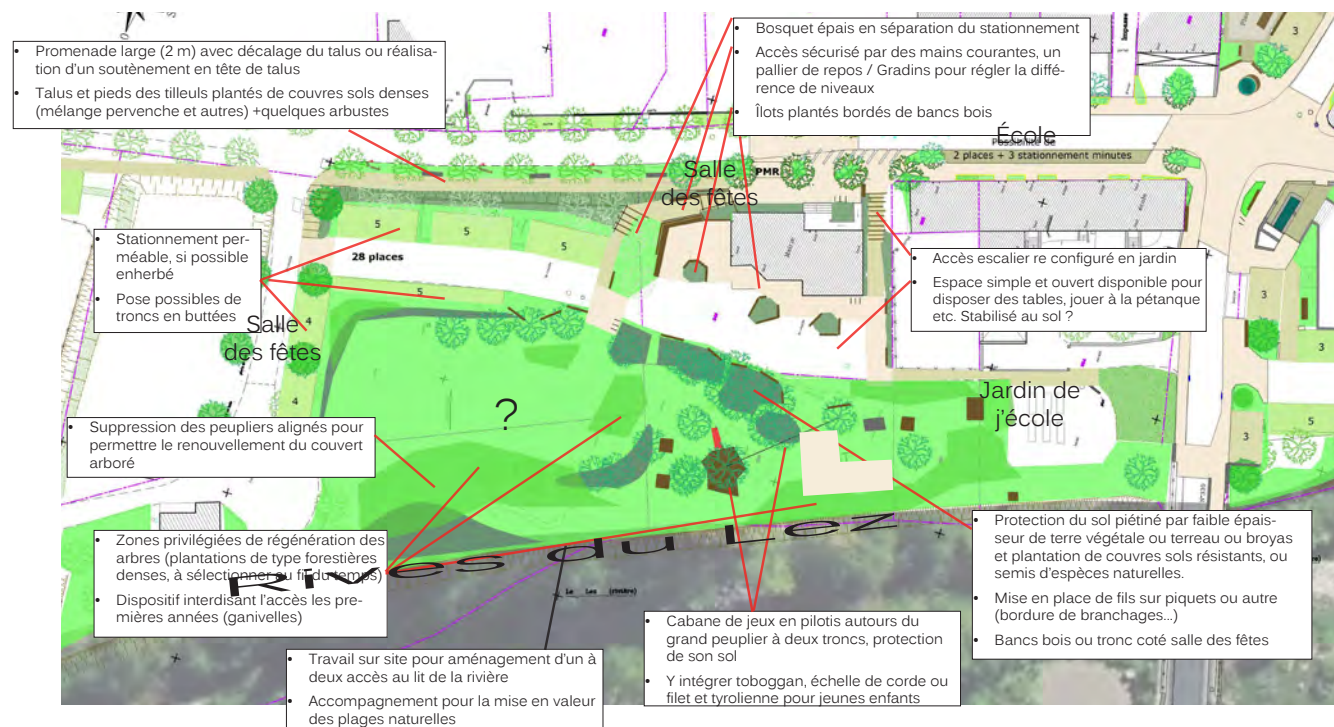 • Promenade large (2 m) avec décalage du talus ou réalisa-
tion d'un soutènement en tête de talus
• Talus et pieds des tilleuls plantés de couvres sols denses
(mélange pervenche et autres) +quelques arbustes
• Bosquet épais en séparation du stationnement
• Accès sécurisé par des mains courantes, un
pallier de repos / Gradins pour régler la diffé-
rence de niveaux
• Îlots plantés bordés de bancs bois
École
Possibilité de
2 places + 3 stationnement minutes
3
Impasse
Salle
des fêtes
PMR
• Stationnement per-
méable, si possible
enherbé
• Pose possibles de
troncs en buttées
5
5
5
28 places
5
4
4
Salle
des fêtes
Mairie
École
• Accès escalier re configuré en jardin
• Espace simple et ouvert disponible pour
disposer des tables, jouer à la pétanque
etc. Stabilisé au sol ?
3
3
3
5
Jardin de
j'école
?
• Suppression des peupliers alignés pour
permettre le renouvellement du couvert
arboré
• Zones privilégiées de régénération des
arbres (plantations de type forestières
denses, à sélectionner au fil du temps)
• Dispositif interdisant l'accès les pre-
mières années (ganivelles)
Rives du Lez
Le Lez (rivière)
• Protection du sol piétiné par faible épais-
seur de terre végétale ou terreau ou broyas
et plantation de couvres sols résistants, ou
semis d'espèces naturelles.
• Mise en place de fils sur piquets ou autre
(bordure de branchages...)
• Bancs bois ou tronc coté salle des fêtes
• Cabane de jeux en pilotis autours du
grand peuplier à deux troncs, protection
de son sol
• Y intégrer toboggan, échelle de corde ou
filet et tyrolienne pour jeunes enfants
• Travail sur site pour aménagement d'un à
deux accès au lit de la rivière
• Accompagnement pour la mise en valeur
des plages naturelles